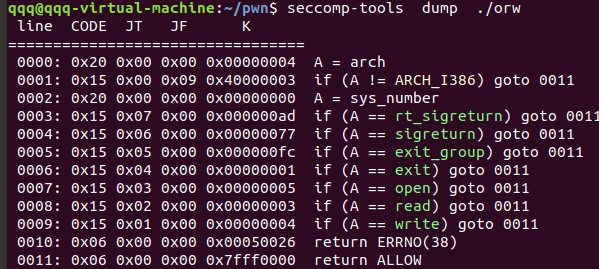 qqq@qqq-virtual-machine:~/pwn$ seccomp-tools  dump  ./orw
 line  CODE  JT   JF      K
=================================
 0000: 0x20 0x00 0x00 0x00000004  A = arch
 0001: 0x15 0x00 0x09 0x40000003  if (A != ARCH_I386) goto 0011
 0002: 0x20 0x00 0x00 0x00000000  A = sys_number
 0003: 0x15 0x07 0x00 0x000000ad  if (A == rt_sigreturn) goto 0011
 0004: 0x15 0x06 0x00 0x00000077  if (A == sigreturn) goto 0011
 0005: 0x15 0x05 0x00 0x000000fc  if (A == exit_group) goto 0011
 0006: 0x15 0x04 0x00 0x00000001  if (A == exit) goto 0011
 0007: 0x15 0x03 0x00 0x00000005  if (A == open) goto 0011
 0008: 0x15 0x02 0x00 0x00000003  if (A == read) goto 0011
 0009: 0x15 0x01 0x00 0x00000004  if (A == write) goto 0011
 0010: 0x06 0x00 0x00 0x00050026  return ERRNO(38)
 0011: 0x06 0x00 0x00 0x7fff0000  return ALLOW